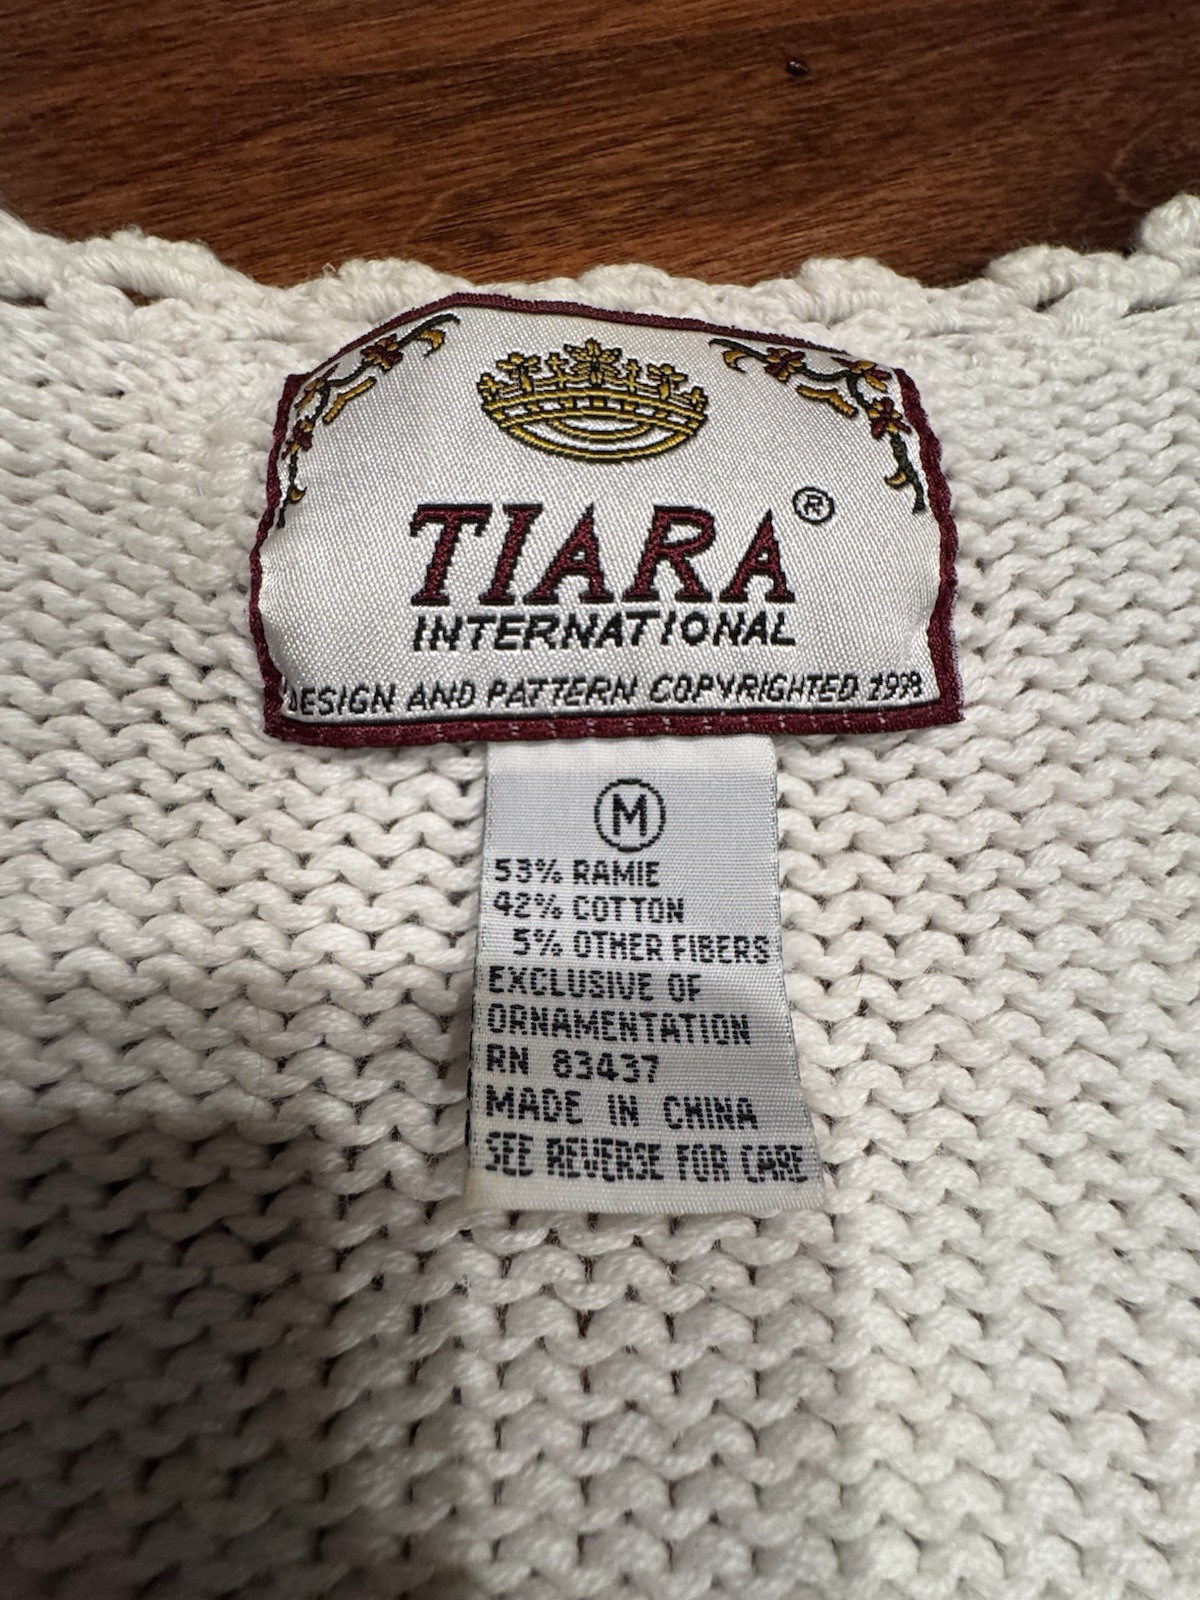 TIARA®
INTERNATIONAL
DESIGN AND PATTERN COPYRIGHTED 1998
M
53% RAMIE
42% COTTON
5% OTHER FIBERS
EXCLUSIVE OF
ORNAMENTATION
RN 83437
MADE IN CHINA
SEE REVERSE FOR CARE